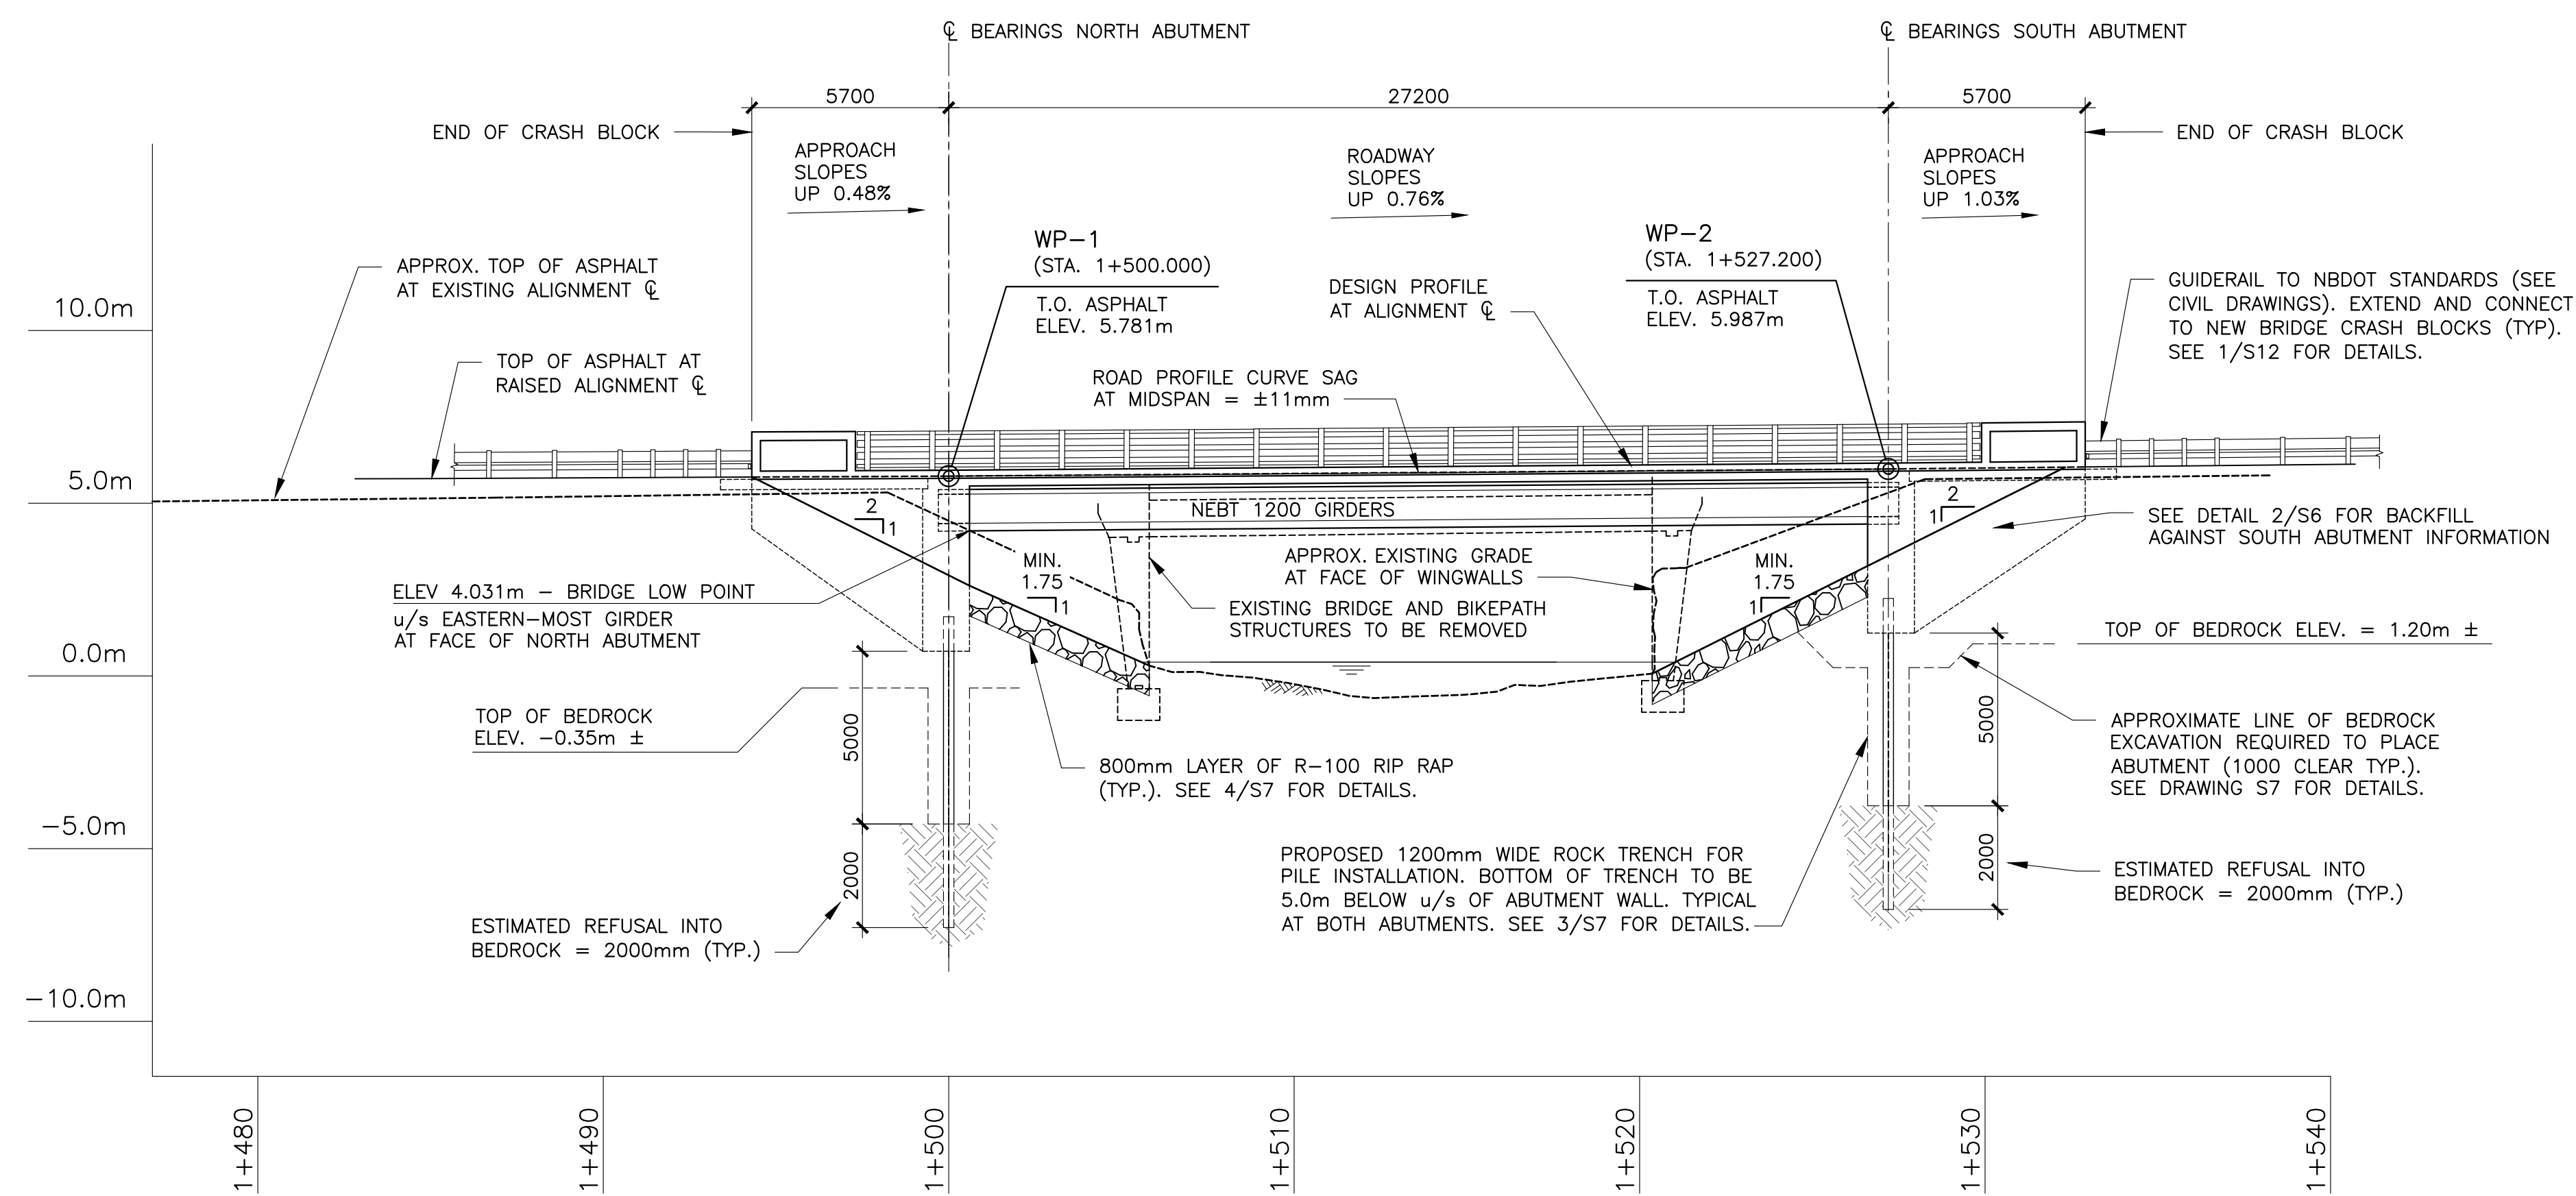 ℄ BEARINGS NORTH ABUTMENT
℄ BEARINGS SOUTH ABUTMENT
5700
27200
5700
END OF CRASH BLOCK
END OF CRASH BLOCK
APPROACH
SLOPES
UP 0.48%
ROADWAY
SLOPES
UP 0.76%
APPROACH
SLOPES
UP 1.03%
WP-1
(STA. 1+500.000)
T.O. ASPHALT
ELEV. 5.781m
WP-2
(STA. 1+527.200)
T.O. ASPHALT
ELEV. 5.987m
APPROX. TOP OF ASPHALT
AT EXISTING ALIGNMENT ℄
DESIGN PROFILE
AT ALIGNMENT ℄
GUIDERAIL TO NBDOT STANDARDS (SEE
CIVIL DRAWINGS). EXTEND AND CONNECT
TO NEW BRIDGE CRASH BLOCKS (TYP).
SEE 1/S12 FOR DETAILS.
10.0m
TOP OF ASPHALT AT
RAISED ALIGNMENT ℄
ROAD PROFILE CURVE SAG
AT MIDSPAN = ±11mm
5.0m
2
1
NEBT 1200 GIRDERS
2
1
SEE DETAIL 2/S6 FOR BACKFILL
AGAINST SOUTH ABUTMENT INFORMATION
MIN.
1.75
1
APPROX. EXISTING GRADE
AT FACE OF WINGWALLS
MIN.
1.75
1
ELEV 4.031m – BRIDGE LOW POINT
u/s EASTERN-MOST GIRDER
AT FACE OF NORTH ABUTMENT
EXISTING BRIDGE AND BIKEPATH
STRUCTURES TO BE REMOVED
TOP OF BEDROCK ELEV. = 1.20m ±
0.0m
TOP OF BEDROCK
ELEV. -0.35m ±
5000
5000
APPROXIMATE LINE OF BEDROCK
EXCAVATION REQUIRED TO PLACE
ABUTMENT (1000 CLEAR TYP.).
SEE DRAWING S7 FOR DETAILS.
800mm LAYER OF R-100 RIP RAP
(TYP.). SEE 4/S7 FOR DETAILS.
-5.0m
2000
2000
PROPOSED 1200mm WIDE ROCK TRENCH FOR
PILE INSTALLATION. BOTTOM OF TRENCH TO BE
5.0m BELOW u/s OF ABUTMENT WALL. TYPICAL
AT BOTH ABUTMENTS. SEE 3/S7 FOR DETAILS.
ESTIMATED REFUSAL INTO
BEDROCK = 2000mm (TYP.)
ESTIMATED REFUSAL INTO
BEDROCK = 2000mm (TYP.)
-10.0m
1+480
1+490
1+500
1+510
1+520
1+530
1+540